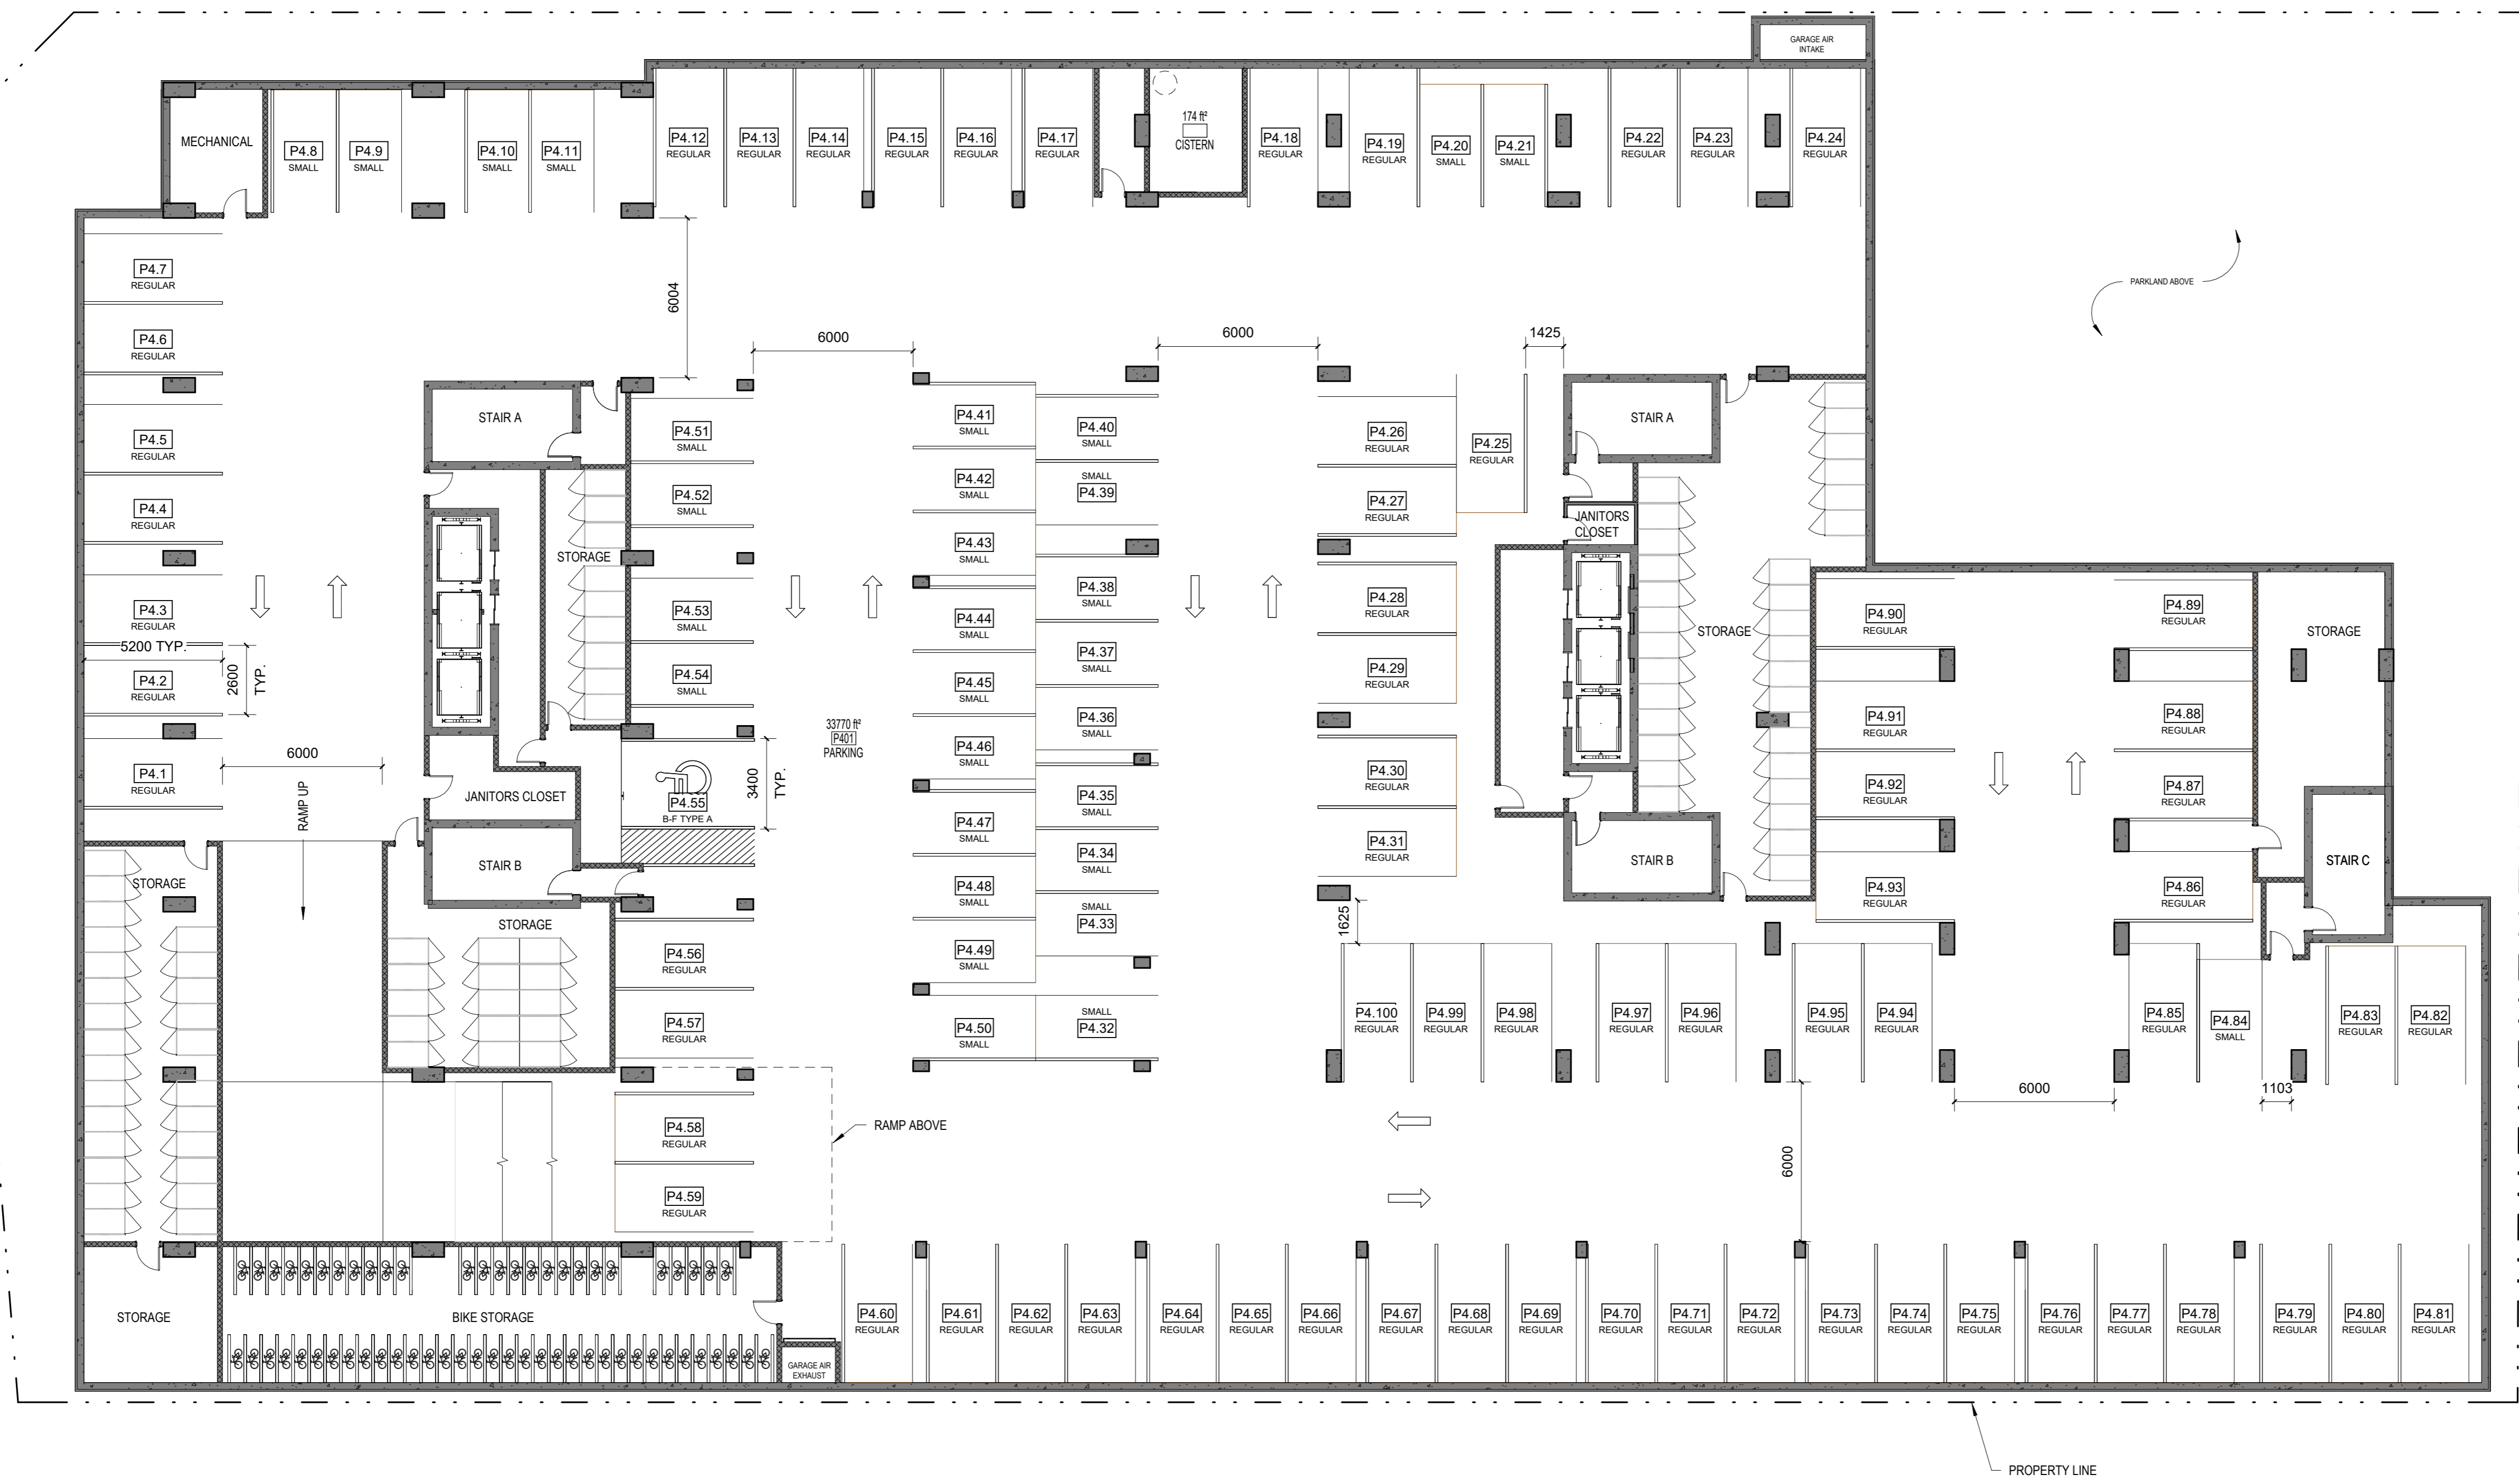 GARAGE AIR
INTAKE
MECHANICAL
P4.8
SMALL
P4.9
SMALL
P4.10
SMALL
P4.11
SMALL
P4.12
REGULAR
P4.13
REGULAR
P4.14
REGULAR
P4.15
REGULAR
P4.16
REGULAR
P4.17
REGULAR
174 ft²
CISTERN
P4.18
REGULAR
P4.19
REGULAR
P4.20
SMALL
P4.21
SMALL
P4.22
REGULAR
P4.23
REGULAR
P4.24
REGULAR
PARKLAND ABOVE
P4.7
REGULAR
P4.6
REGULAR
P4.5
REGULAR
P4.4
REGULAR
P4.3
REGULAR
5200 TYP.
2600
TYP.
P4.2
REGULAR
P4.1
REGULAR
6000
RAMP UP
6004
6000
6000
1425
STAIR A
STORAGE
JANITORS CLOSET
STAIR B
STORAGE
STORAGE
P4.51
SMALL
P4.52
SMALL
P4.53
SMALL
P4.54
SMALL
P4.55
B-F TYPE A
3400
TYP.
33770 ft²
P401
PARKING
P4.56
REGULAR
P4.57
REGULAR
P4.58
REGULAR
P4.59
REGULAR
RAMP ABOVE
P4.41
SMALL
P4.42
SMALL
P4.43
SMALL
P4.44
SMALL
P4.45
SMALL
P4.46
SMALL
P4.47
SMALL
P4.48
SMALL
P4.49
SMALL
P4.50
SMALL
P4.40
SMALL
SMALL
P4.39
P4.38
SMALL
P4.37
SMALL
P4.36
SMALL
P4.35
SMALL
P4.34
SMALL
SMALL
P4.33
SMALL
P4.32
P4.26
REGULAR
P4.25
REGULAR
P4.27
REGULAR
P4.28
REGULAR
P4.29
REGULAR
P4.30
REGULAR
P4.31
REGULAR
1625
STAIR A
JANITORS
CLOSET
STORAGE
STAIR B
P4.90
REGULAR
P4.91
REGULAR
P4.92
REGULAR
P4.93
REGULAR
P4.89
REGULAR
P4.88
REGULAR
P4.87
REGULAR
P4.86
REGULAR
STORAGE
STAIR C
P4.100
REGULAR
P4.99
REGULAR
P4.98
REGULAR
P4.97
REGULAR
P4.96
REGULAR
P4.95
REGULAR
P4.94
REGULAR
P4.85
REGULAR
P4.84
SMALL
P4.83
REGULAR
P4.82
REGULAR
6000
1103
6000
STORAGE
BIKE STORAGE
GARAGE AIR
EXHAUST
P4.60
REGULAR
P4.61
REGULAR
P4.62
REGULAR
P4.63
REGULAR
P4.64
REGULAR
P4.65
REGULAR
P4.66
REGULAR
P4.67
REGULAR
P4.68
REGULAR
P4.69
REGULAR
P4.70
REGULAR
P4.71
REGULAR
P4.72
REGULAR
P4.73
REGULAR
P4.74
REGULAR
P4.75
REGULAR
P4.76
REGULAR
P4.77
REGULAR
P4.78
REGULAR
P4.79
REGULAR
P4.80
REGULAR
P4.81
REGULAR
PROPERTY LINE